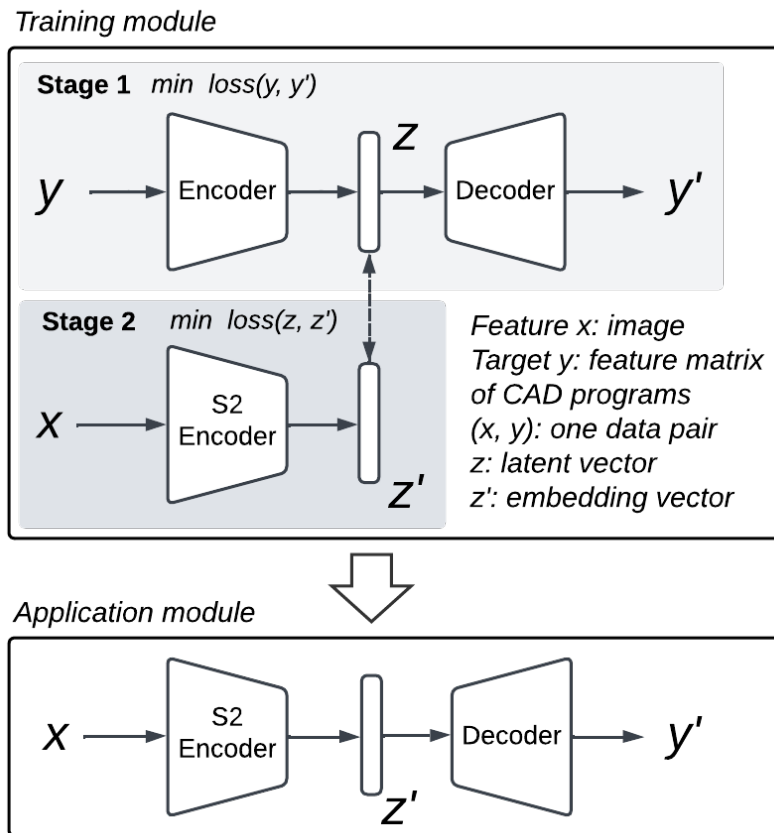 Training module
Stage 1 min loss(y, y')
z
y
Encoder
Decoder
y'
Stage 2 min loss(z, z')
x
S2
Encoder
z'
Feature x: image
Target y: feature matrix
of CAD programs
(x, y): one data pair
z: latent vector
z': embedding vector
Application module
x
S2
Encoder
z'
Decoder
y'